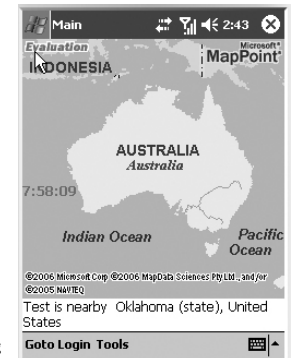 Main 2:43
Evaluation
Microsoft®
MapPoint®
INDONESIA
AUSTRALIA
Australia
7:58:09
Indian Ocean
Pacific
Ocean
©2006 Microsoft Corp ©2006 MapData Sciences Pty Ltd., and/or
©2005 NAVTEQ
Test is nearby Oklahoma (state), United
States
Goto Login Tools